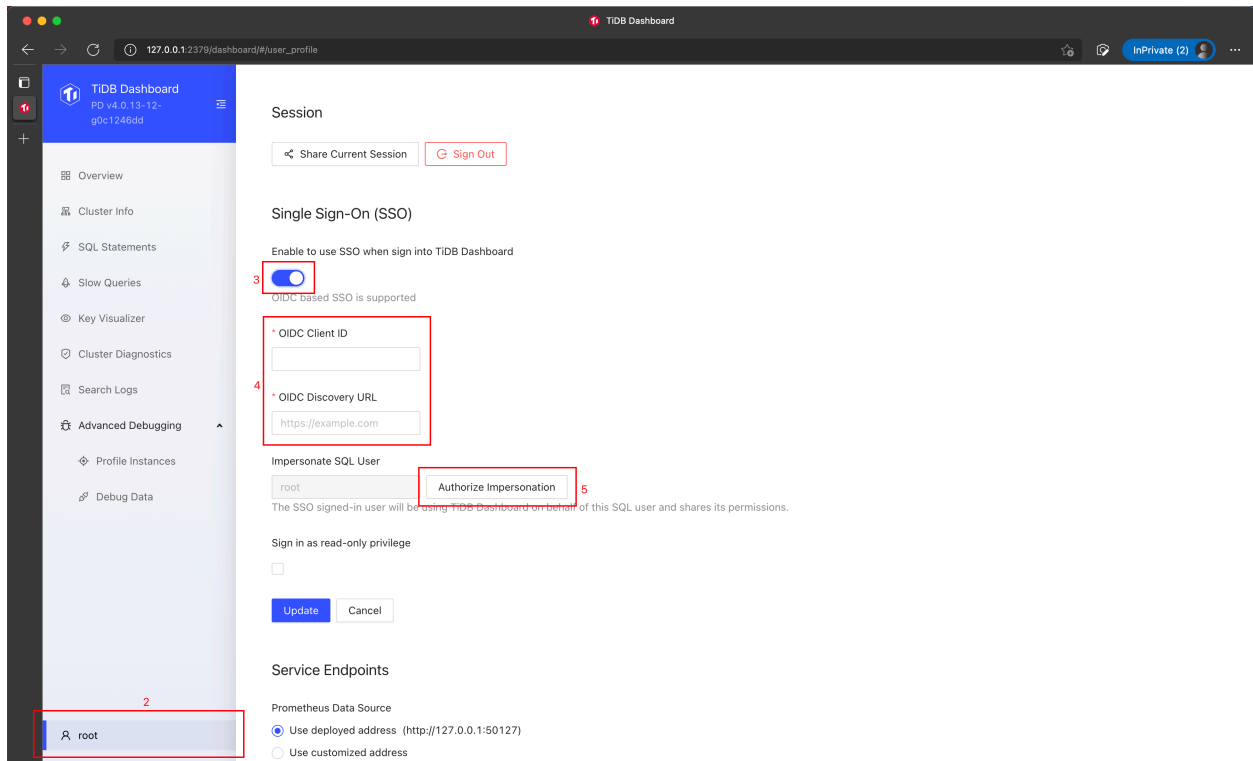 TiDB Dashboard
127.0.0.1:2379/dashboard/#/user_profile
InPrivate (2)
TiDB Dashboard
PD v4.0.13-12-
g0c1246dd
Overview
Cluster Info
SQL Statements
Slow Queries
Key Visualizer
Cluster Diagnostics
Search Logs
Advanced Debugging
Profile Instances
Debug Data
2
root
Session
Share Current Session
Sign Out
Single Sign-On (SSO)
Enable to use SSO when sign into TiDB Dashboard
3
OIDC based SSO is supported
* OIDC Client ID
4
* OIDC Discovery URL
https://example.com
Impersonate SQL User
root
Authorize Impersonation
5
The SSO signed-in user will be using TiDB Dashboard on behalf of this SQL user and shares its permissions.
Sign in as read-only privilege
Update
Cancel
Service Endpoints
Prometheus Data Source
Use deployed address (http://127.0.0.1:50127)
Use customized address